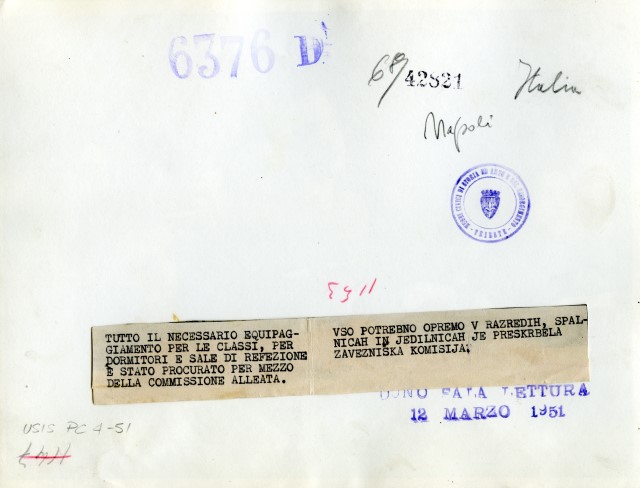 6376 D
68/ 42821 Italia
Napoli
TUTTO IL NECESSARIO EQUIPAG-
GIAMENTO PER LE CLASSI, PER
DORMITORI E SALE DI REFEZIONE
E STATO PROCURATO PER MEZZO
DELLA COMMISSIONE ALLEATA.
VSO POTREBNO OPREMO V RAZREDIH, SPAL-
NICAH IN JEDILNICAH JE PRESKRBELA
ZAVEZNIŠKA KOMISIJA.
SALA LETTURA
12 MARZO 1951
USIS PC 4-51